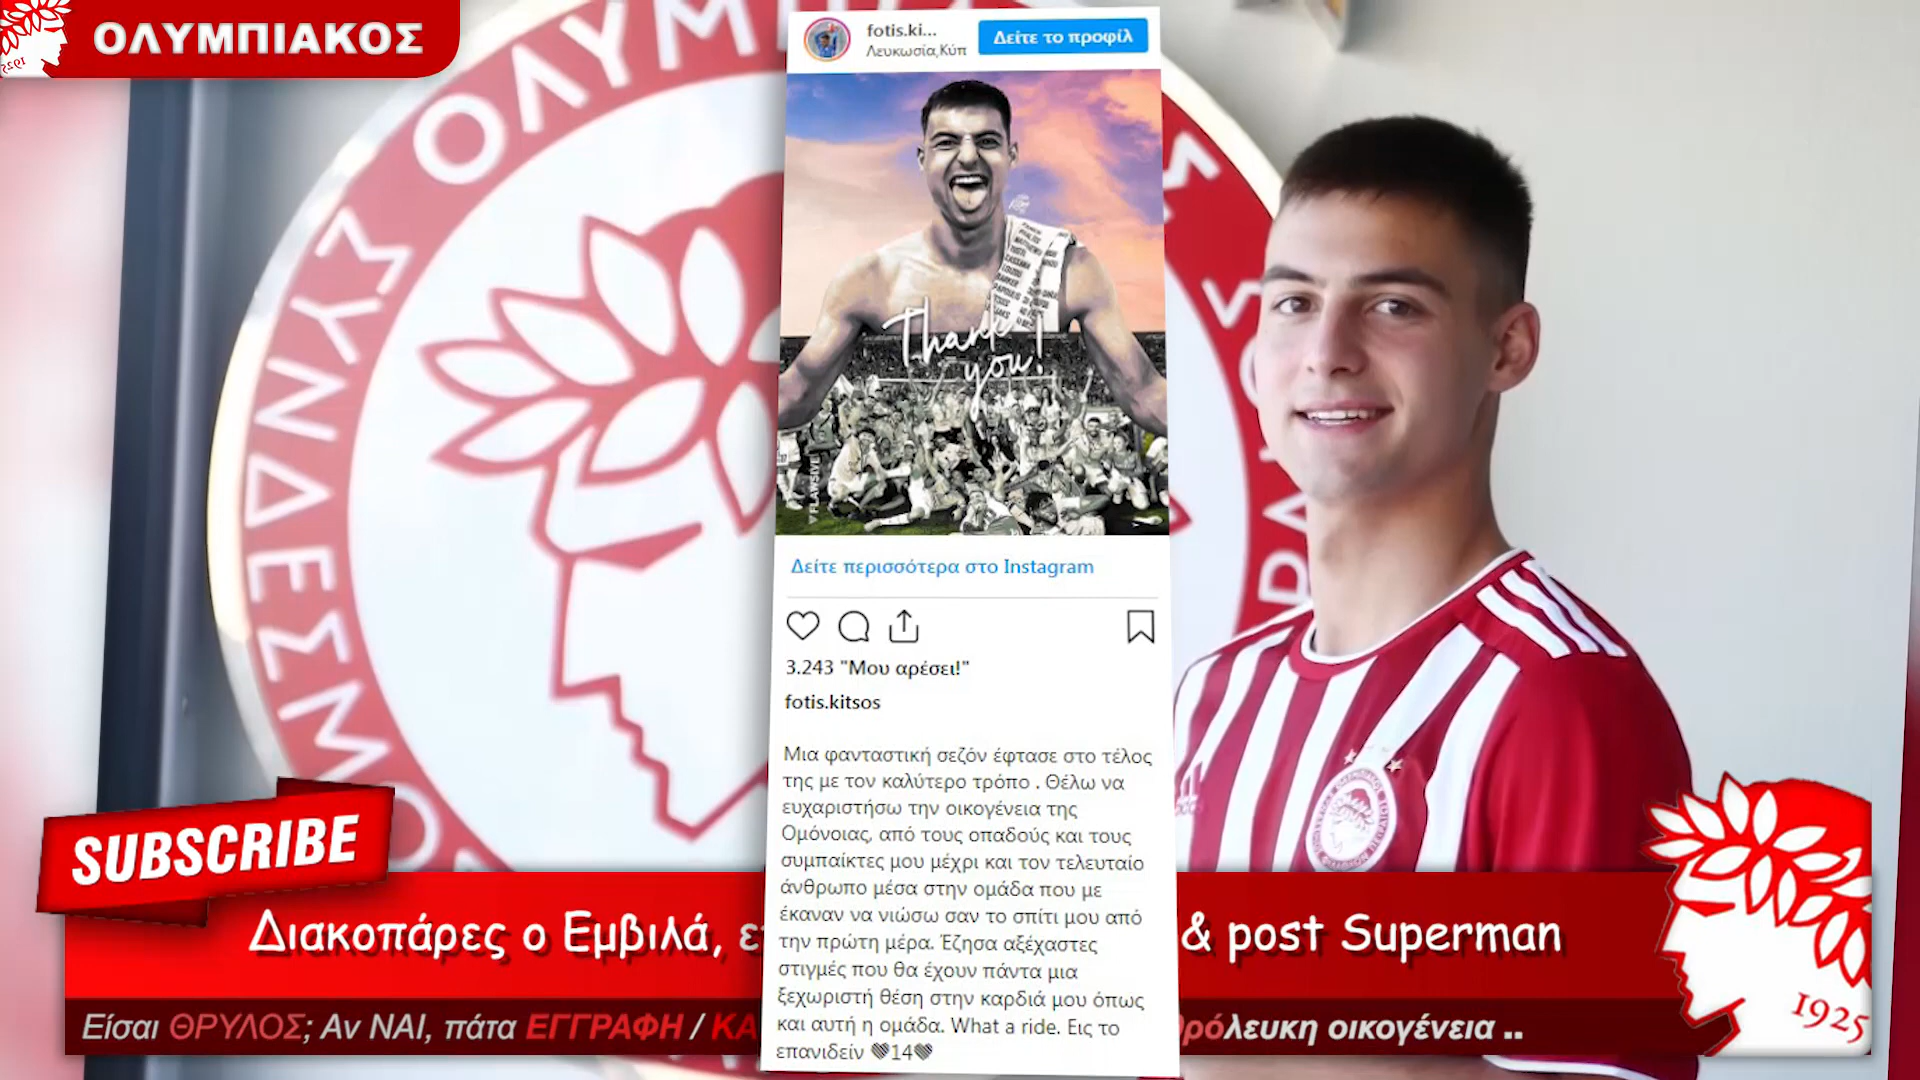 ΟΛΥΜΠΙΑΚΟΣ
1925
ΣΥΝΔΕΣΜΟ
ΟΛΥΜΠ
fotis.ki...
Λευκωσία,Κύπ
Δείτε το προφίλ
Thank
you!
Δείτε περισσότερα στο Instagram
3.243 "Μου αρέσει!"
fotis.kitsos
Μια φανταστική σεζόν έφτασε στο τέλος
της με τον καλύτερο τρόπο . Θέλω να
ευχαριστήσω την οικογένεια της
Ομόνοιας, από τους οπαδούς και τους
συμπαίκτες μου μέχρι και τον τελευταίο
άνθρωπο μέσα στην ομάδα που με
έκαναν να νιώσω σαν το σπίτι μου από
την πρώτη μέρα. Έζησα αξέχαστες
στιγμές που θα έχουν πάντα μια
ξεχωριστή θέση στην καρδιά μου όπως
και αυτή η ομάδα. What a ride. Εις το
επανιδείν 14
SUBSCRIBE
Διακοπάρες ο Εμβιλά, & post Superman
Είσαι ΘΡΥΛΟΣ; Αν ΝΑΙ, πάτα ΕΓΓΡΑΦΗ / ΚΑ θρόλευκη οικογένεια ..
1925